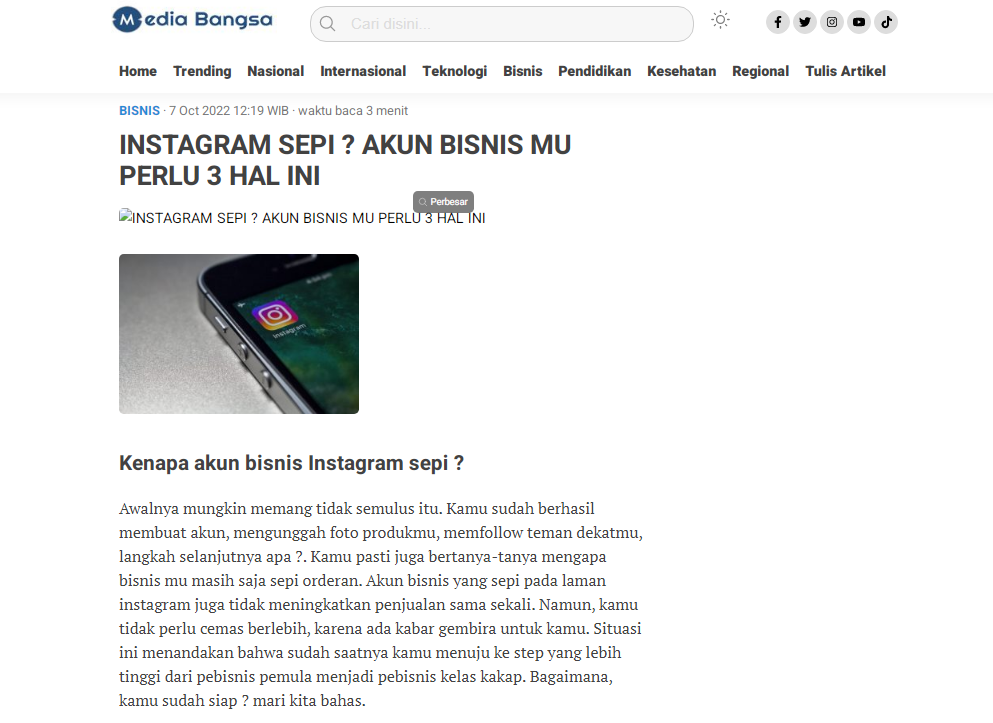 Media Bangsa
Cari disini...
Home Trending Nasional Internasional Teknologi Bisnis Pendidikan Kesehatan Regional Tulis Artikel
BISNIS · 7 Oct 2022 12:19 WIB · waktu baca 3 menit
INSTAGRAM SEPI ? AKUN BISNIS MU
PERLU 3 HAL INI
Perbesar
INSTAGRAM SEPI ? AKUN BISNIS MU PERLU 3 HAL INI
Instagram
Kenapa akun bisnis Instagram sepi ?
Awalnya mungkin memang tidak semulus itu. Kamu sudah berhasil
membuat akun, mengunggah foto produkmu, memfollow teman dekatmu,
langkah selanjutnya apa ?. Kamu pasti juga bertanya-tanya mengapa
bisnis mu masih saja sepi orderan. Akun bisnis yang sepi pada laman
instagram juga tidak meningkatkan penjualan sama sekali. Namun, kamu
tidak perlu cemas berlebih, karena ada kabar gembira untuk kamu. Situasi
ini menandakan bahwa sudah saatnya kamu menuju ke step yang lebih
tinggi dari pebisnis pemula menjadi pebisnis kelas kakap. Bagaimana,
kamu sudah siap ? mari kita bahas.